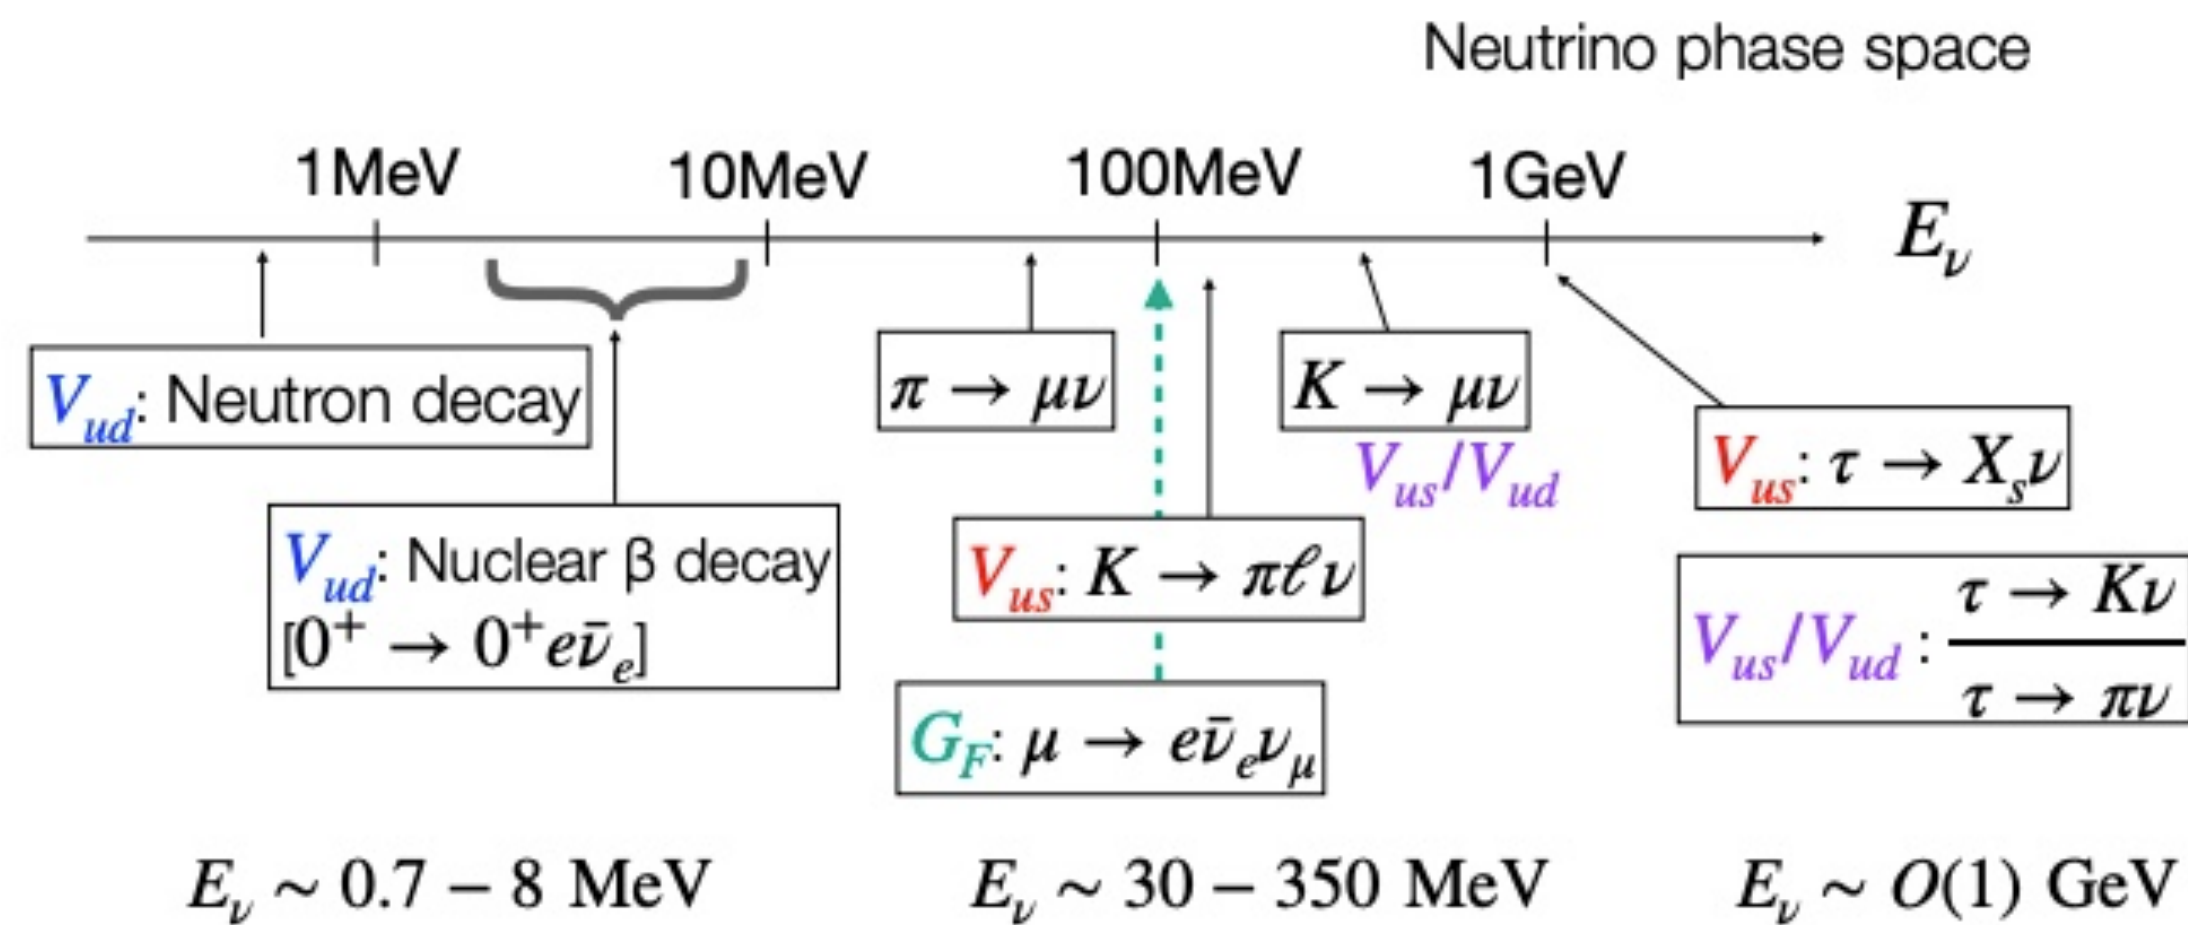 Neutrino phase space
1MeV 10MeV 100MeV 1GeV
E_ν
V_ud: Neutron decay
π → μν
K → μν
V_us/V_ud
V_us: τ → X_sν
V_ud: Nuclear β decay
[0⁺ → 0⁺eν̄_e]
V_us: K → πℓν
V_us/V_ud : τ → Kν
τ → πν
G_F: μ → eν̄_eν_μ
E_ν ~ 0.7 – 8 MeV
E_ν ~ 30 – 350 MeV
E_ν ~ O(1) GeV